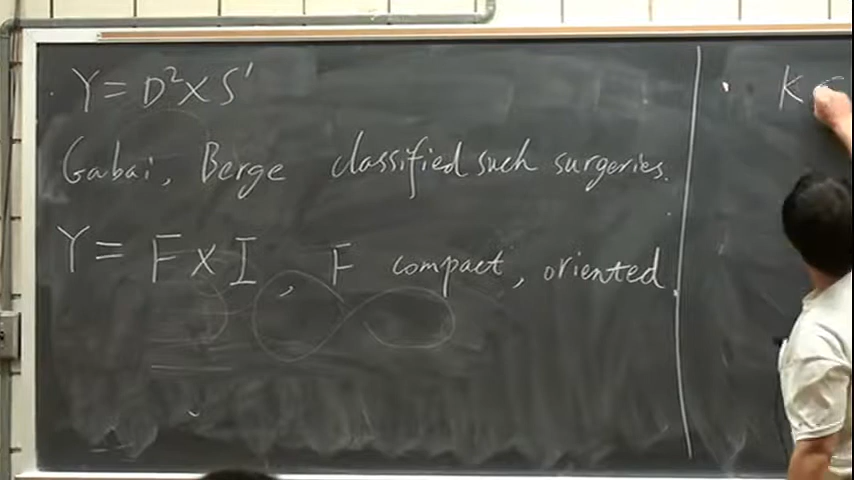 Y = D² × S¹
Gabai, Berge classified such surgeries.
Y = F × I, F compact, oriented
K